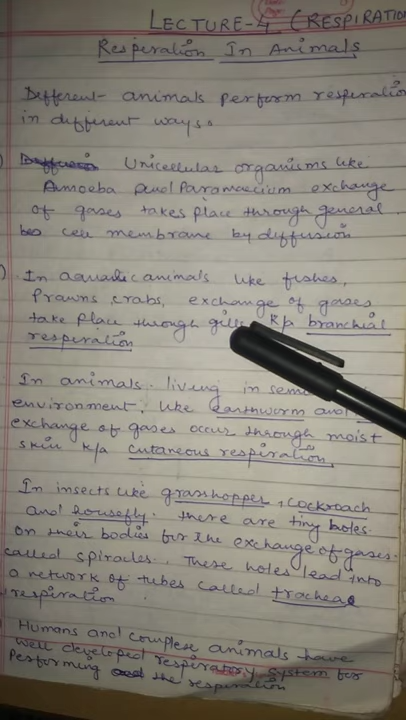 LECTURE-4 (RESPIRATION
Respiration In Animals
Different animals perform respiration
in different ways.
Unicellular organisms like
Amoeba and Paramaecium exchange
of gases takes place through general
cell membrane by diffusion
In aquatic animals like fishes,
Prawns crabs, exchange of gases
take place through gills k/a branchial
respiration
In animals living in
environment, like earthworm and
exchange of gases occur through moist
skin k/a cutaneous respiration.
In insects like grasshopper, cockroach
and housefly. there are tiny holes
on their bodies for the exchange of gases
called spiracles. These holes lead into
a network of tubes called tracheae
respiration
Humans and complese animals have
well developed respiratory system for
Performing the respiration